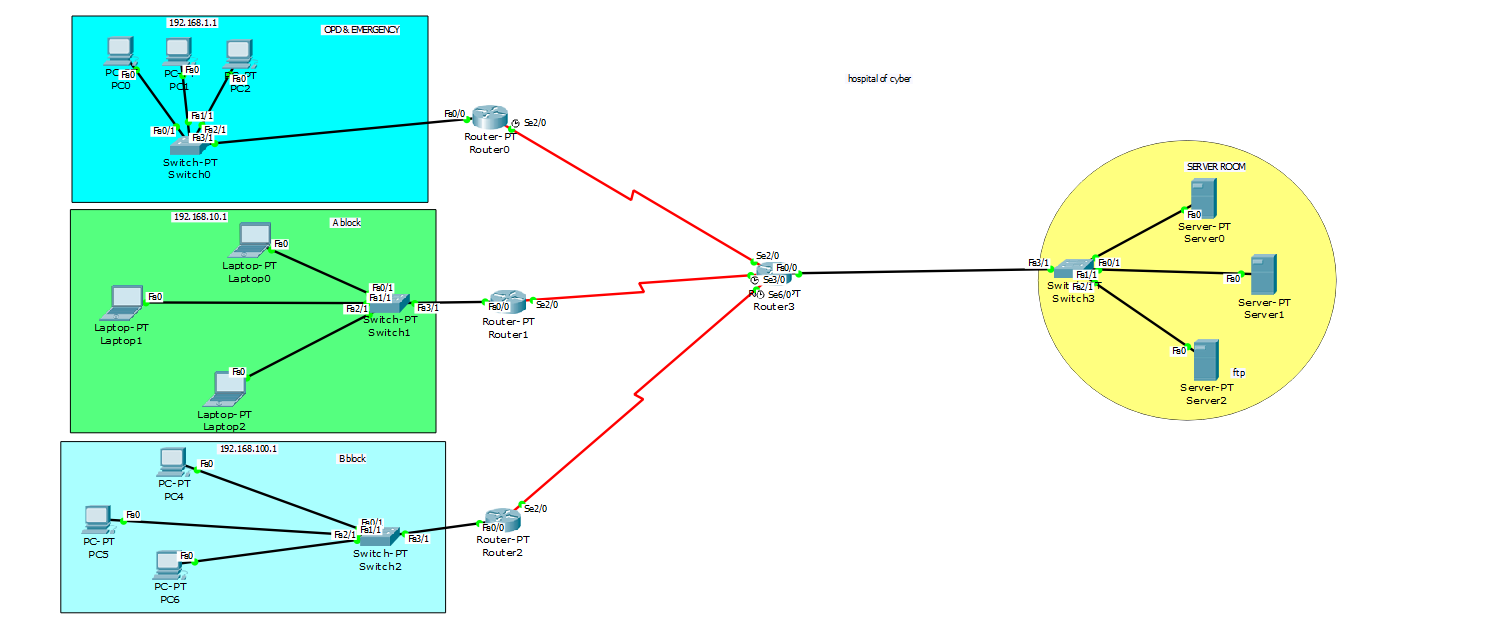 192.168.1.1
OPD & EMERGENCY
Fa0
PC0
Fa0
PC1
Fa0
PC2
Fa0/1
Fa1/1
Fa2/1
Fa3/1
Switch-PT
Switch0
Fa0/0
Se2/0
Router-PT
Router0
hospital of cyber
192.168.10.1
A block
Fa0
Laptop-PT
Laptop0
Fa0
Laptop-PT
Laptop1
Fa0
Laptop-PT
Laptop2
Fa0/1
Fa1/1
Fa2/1
Fa3/1
Switch-PT
Switch1
Fa0/0
Se2/0
Router-PT
Router1
Se2/0
Fa0/0
Se3/0
Se6/0
Router3
SERVER ROOM
Fa3/1
Fa0/1
Fa1/1
Fa2/1
Switch3
Fa0
Server-PT
Server0
Fa0
Server-PT
Server1
Fa0
ftp
Server-PT
Server2
192.168.100.1
B block
Fa0
PC-PT
PC4
Fa0
PC-PT
PC5
Fa0
PC-PT
PC6
Fa0/1
Fa1/1
Fa2/1
Fa3/1
Switch-PT
Switch2
Fa0/0
Se2/0
Router-PT
Router2